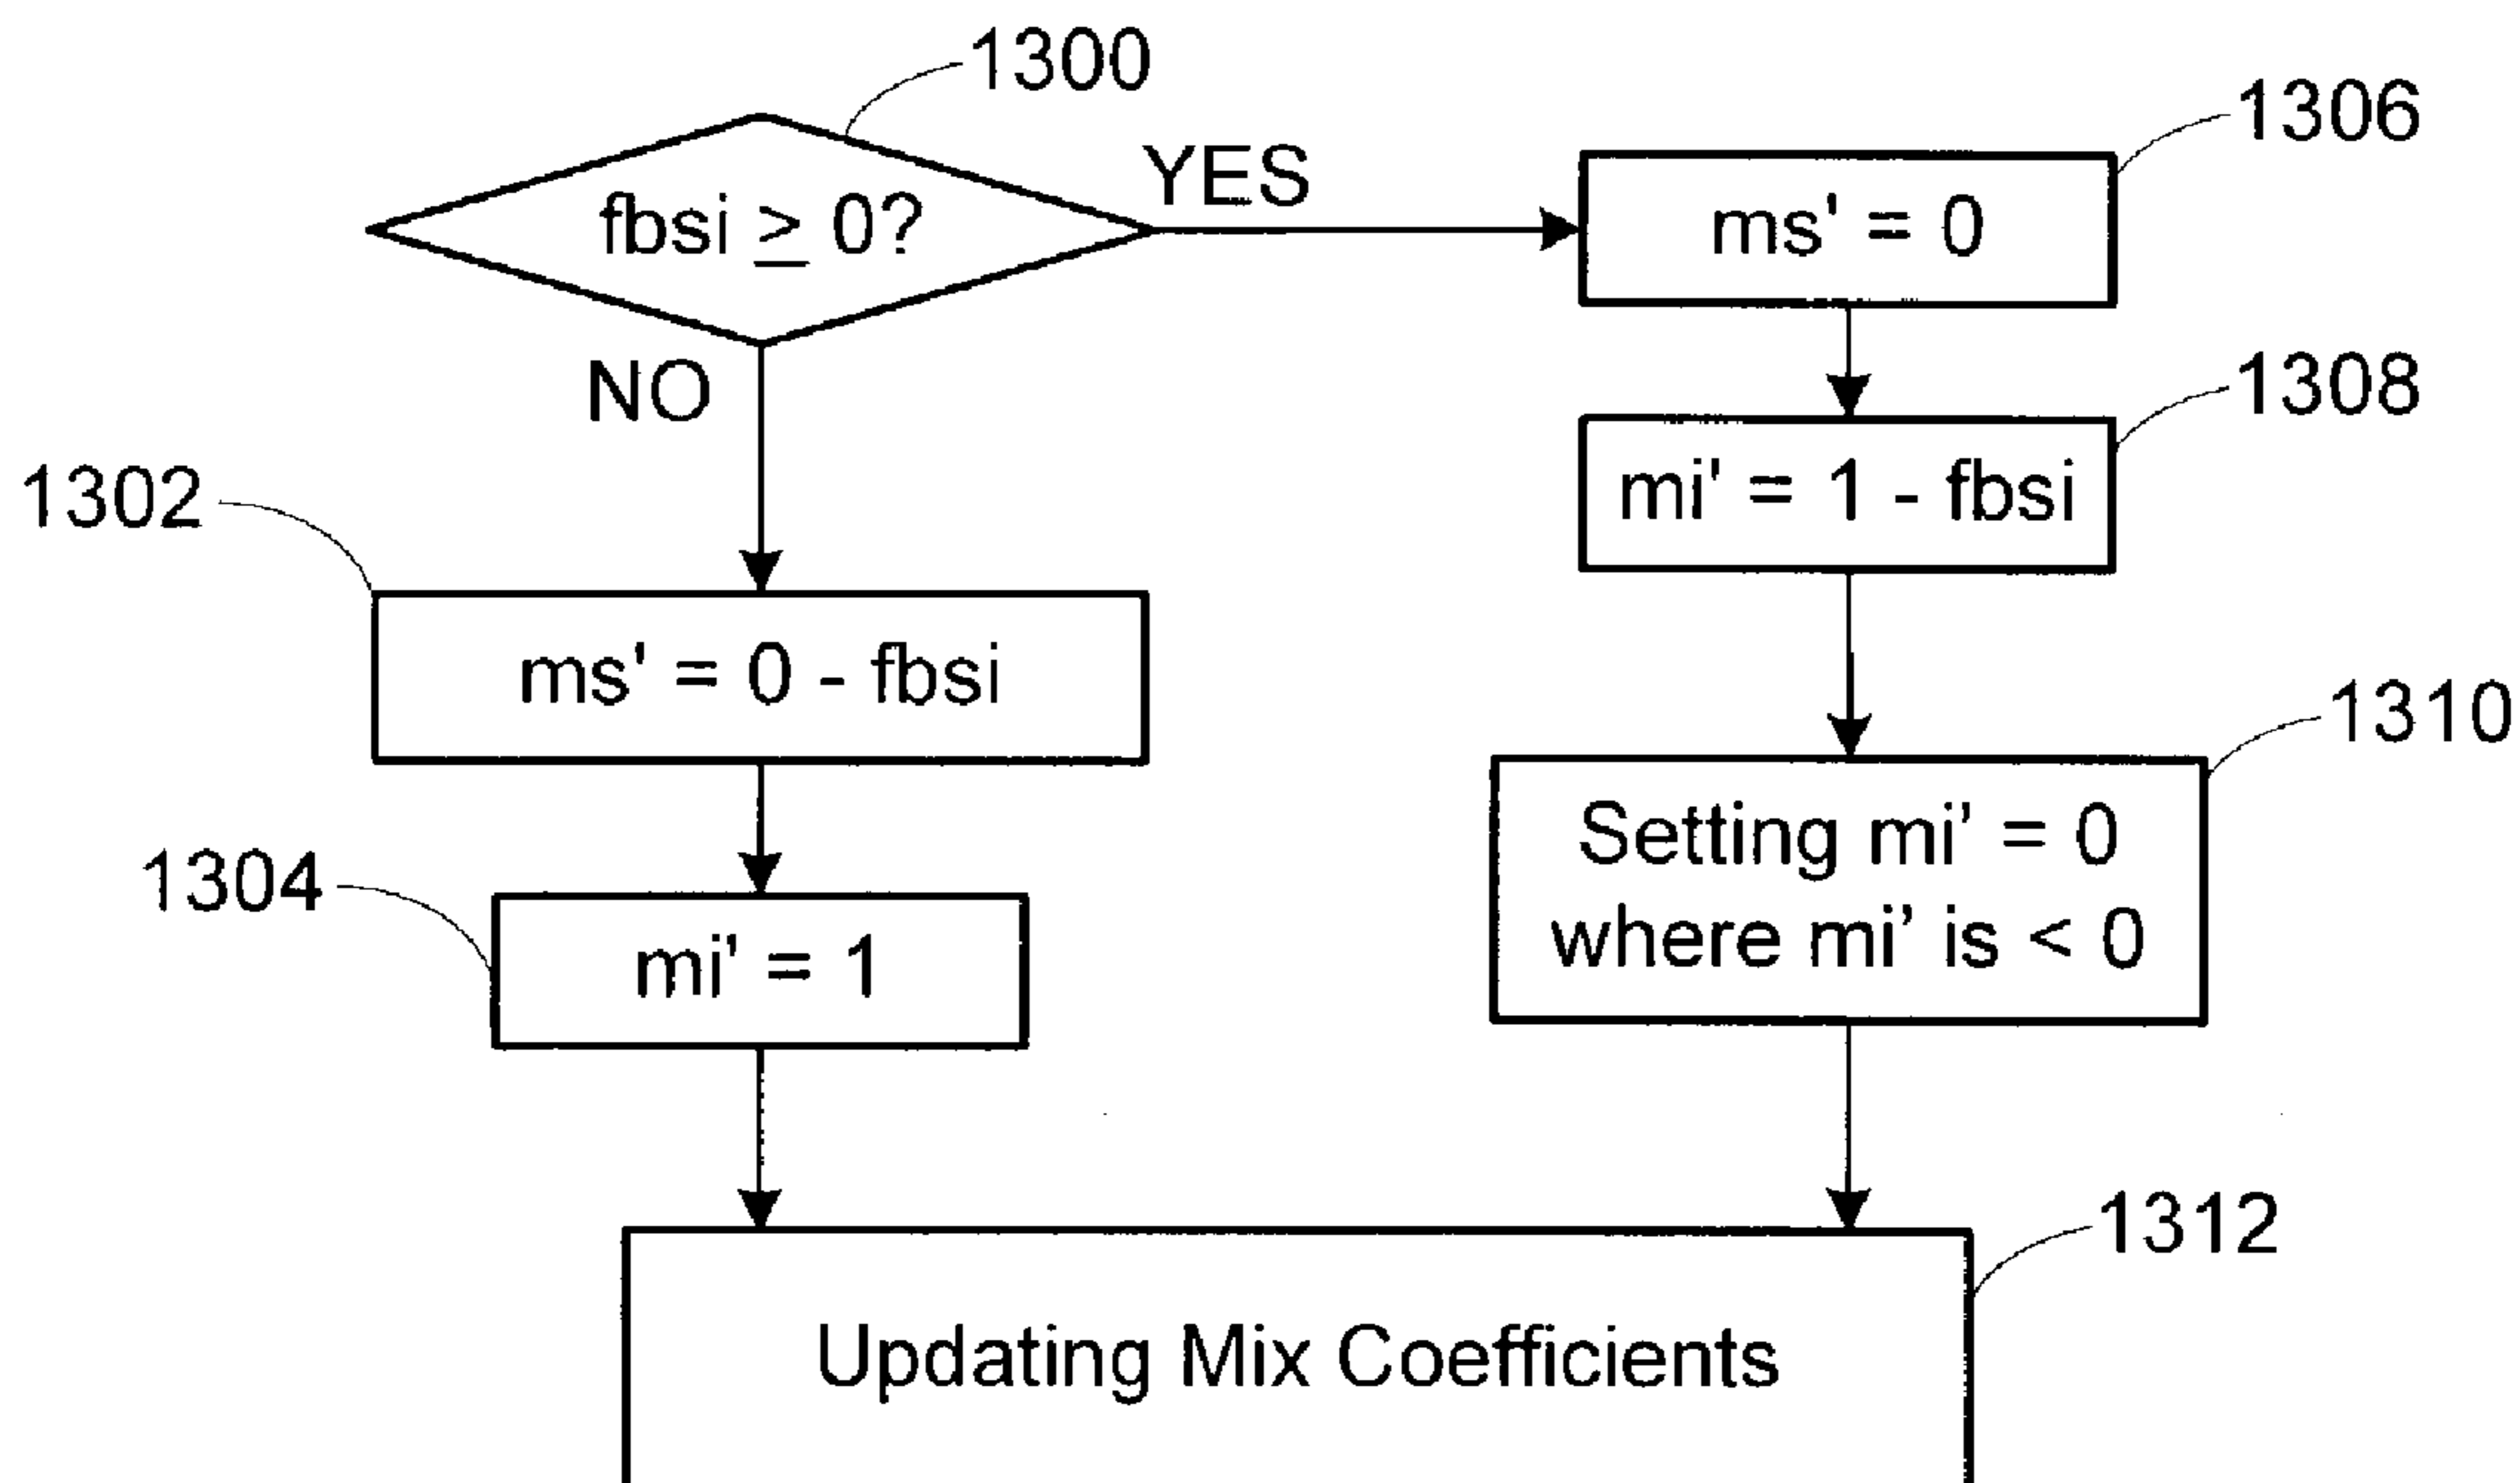 1300
fbsi ≥ 0?
YES
NO
1306
ms' = 0
1308
mi' = 1 - fbsi
1302
ms' = 0 - fbsi
1310
Setting mi’ = 0
where mi’ is < 0
1304
mi' = 1
1312
Updating Mix Coefficients